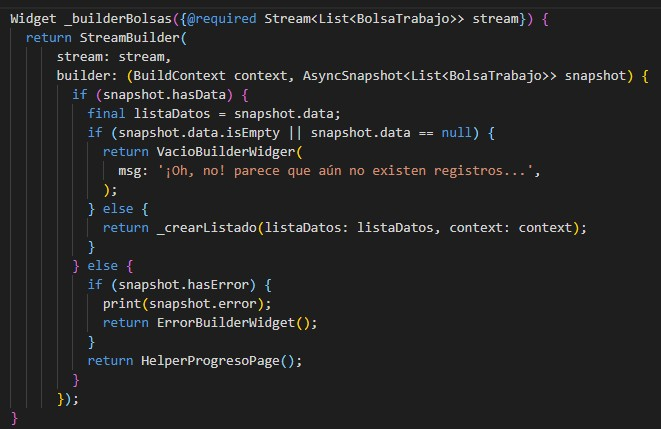 Widget _builderBolsas({@required Stream<List<BolsaTrabajo>> stream}) {
  return StreamBuilder(
      stream: stream,
      builder: (BuildContext context, AsyncSnapshot<List<BolsaTrabajo>> snapshot) {
        if (snapshot.hasData) {
          final listaDatos = snapshot.data;
          if (snapshot.data.isEmpty || snapshot.data == null) {
            return VacioBuilderWidger(
              msg: '¡Oh, no! parece que aún no existen registros...',
            );
          } else {
            return _crearListado(listaDatos: listaDatos, context: context);
          }
        } else {
          if (snapshot.hasError) {
            print(snapshot.error);
            return ErrorBuilderWidget();
          }
          return HelperProgresoPage();
        }
      });
}